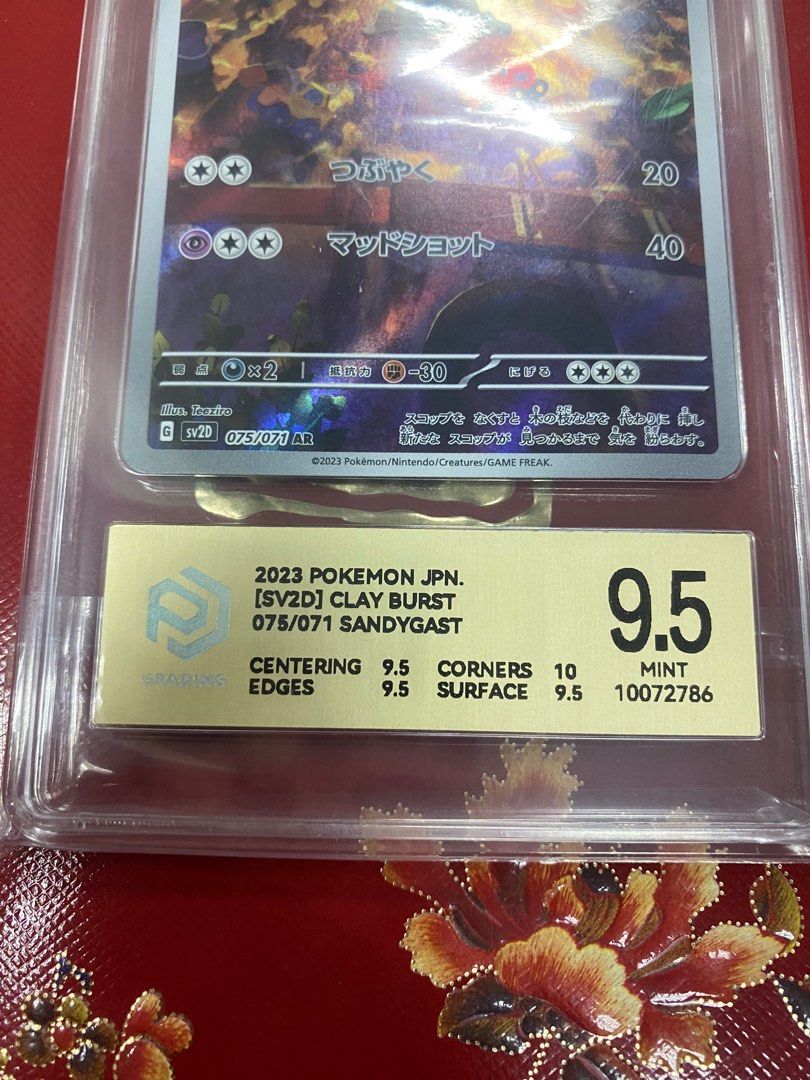 つぶやく 20
マッドショット 40
弱点 ×2 抵抗力 -30 にげる
Illus. Teeziro
スコップを なくすと 木の枝などを 代わりに 挿し
G sv2D 075/071 AR 新たな スコップが 見つかるまで 気を 紛らわす。
©2023 Pokémon/Nintendo/Creatures/GAME FREAK.
2023 POKEMON JPN.
[SV2D] CLAY BURST
075/071 SANDYGAST
CENTERING 9.5 CORNERS 10
EDGES 9.5 SURFACE 9.5
GRADING
9.5
MINT
10072786